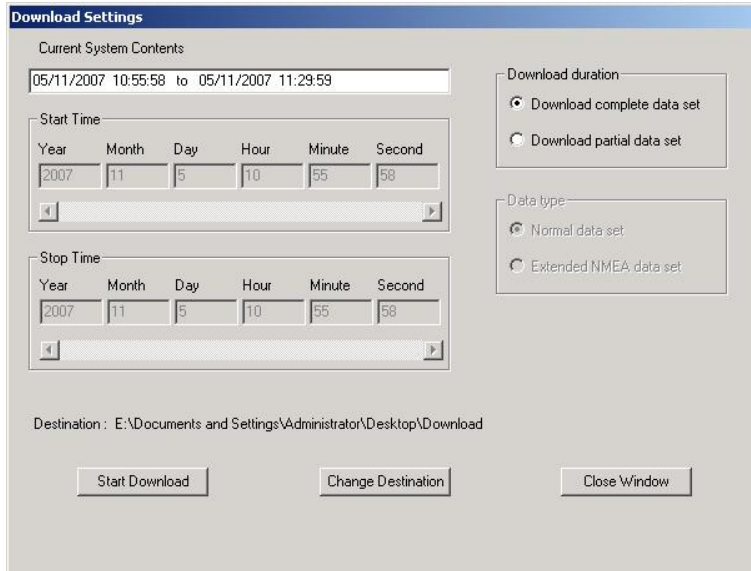 Download Settings
Current System Contents
05/11/2007 10:55:58 to 05/11/2007 11:29:59
Start Time
Year Month Day Hour Minute Second
2007 11 5 10 55 58
Stop Time
Year Month Day Hour Minute Second
2007 11 5 10 55 58
Download duration
Download complete data set
Download partial data set
Data type
Normal data set
Extended NMEA data set
Destination : E:\Documents and Settings\Administrator\Desktop\Download
Start Download
Change Destination
Close Window